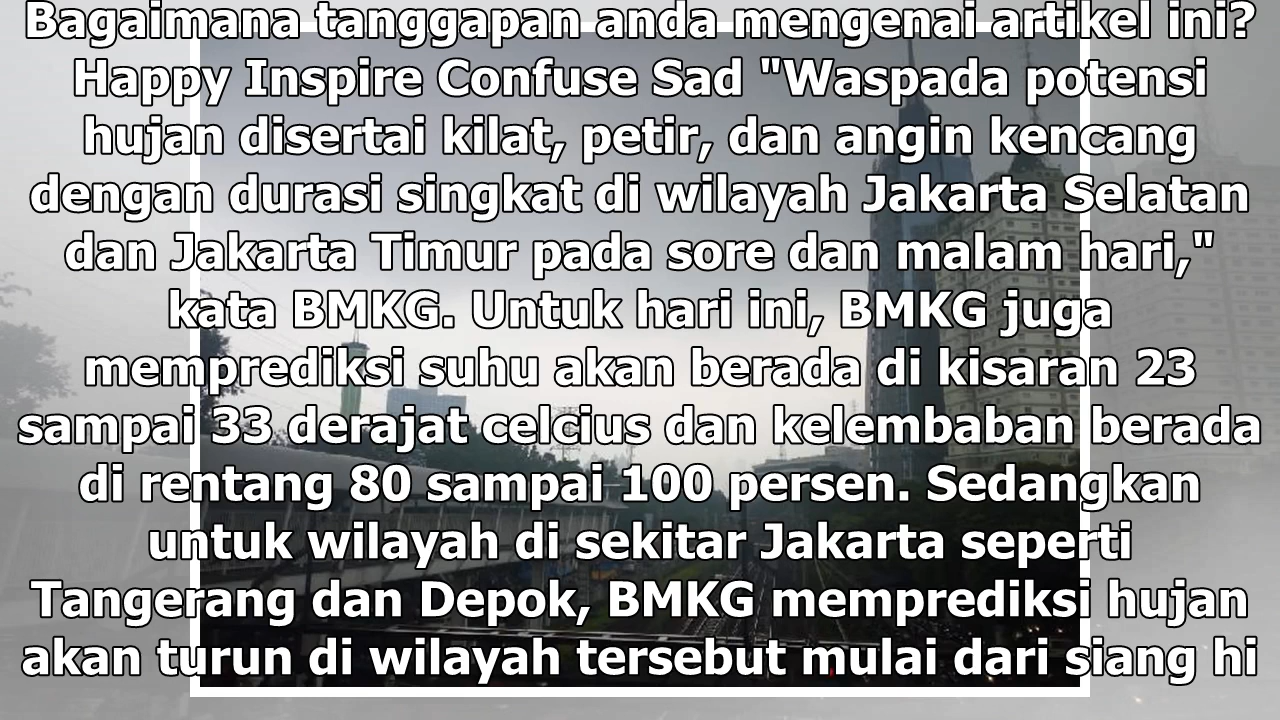 Bagaimana tanggapan anda mengenai artikel ini?
Happy Inspire Confuse Sad "Waspada potensi
hujan disertai kilat, petir, dan angin kencang
dengan durasi singkat di wilayah Jakarta Selatan
dan Jakarta Timur pada sore dan malam hari,"
kata BMKG. Untuk hari ini, BMKG juga
memprediksi suhu akan berada di kisaran 23
sampai 33 derajat celcius dan kelembaban berada
di rentang 80 sampai 100 persen. Sedangkan
untuk wilayah di sekitar Jakarta seperti
Tangerang dan Depok, BMKG memprediksi hujan
akan turun di wilayah tersebut mulai dari siang hi